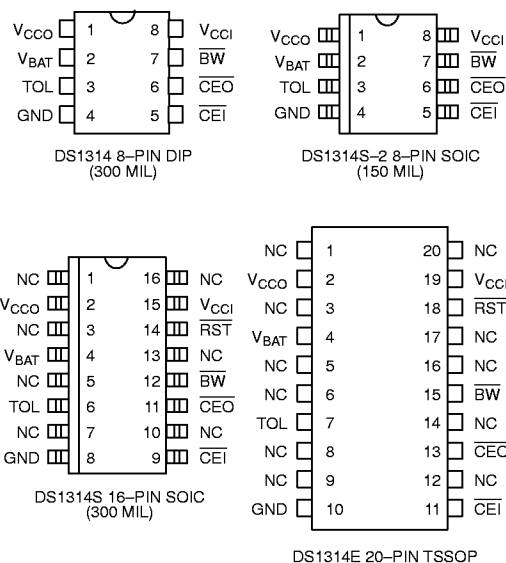 VCCO 1 8 VCCI
VBAT 2 7 BW
TOL 3 6 CEO
GND 4 5 CEI
DS1314 8–PIN DIP
(300 MIL)
VCCO 1 8 VCCI
VBAT 2 7 BW
TOL 3 6 CEO
GND 4 5 CEI
DS1314S–2 8–PIN SOIC
(150 MIL)
NC 1 16 NC
VCCO 2 15 VCCI
NC 3 14 RST
VBAT 4 13 NC
NC 5 12 BW
TOL 6 11 CEO
NC 7 10 NC
GND 8 9 CEI
DS1314S 16–PIN SOIC
(300 MIL)
NC 1 20 NC
VCCO 2 19 VCCI
NC 3 18 RST
VBAT 4 17 NC
NC 5 16 NC
NC 6 15 BW
TOL 7 14 NC
NC 8 13 CEO
NC 9 12 NC
GND 10 11 CEI
DS1314E 20–PIN TSSOP